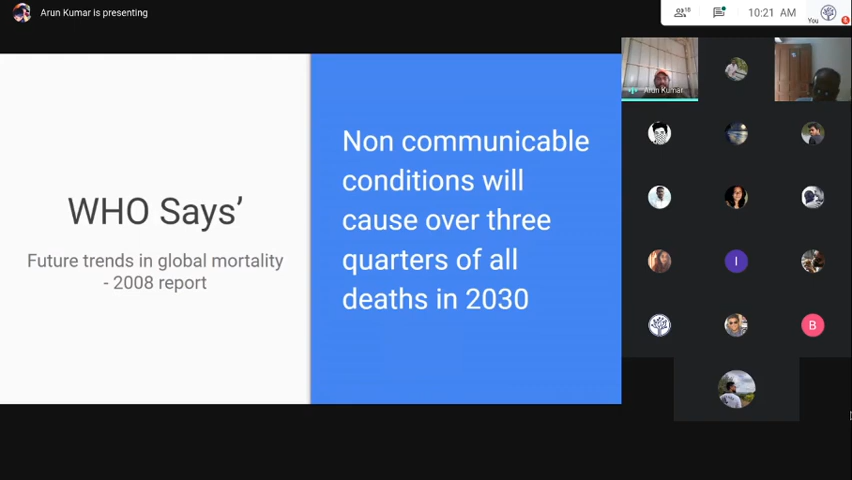 Arun Kumar is presenting
18
10:21 AM
You
WHO Says’
Future trends in global mortality
- 2008 report
Non communicable
conditions will
cause over three
quarters of all
deaths in 2030
Arun Kumar
I
B